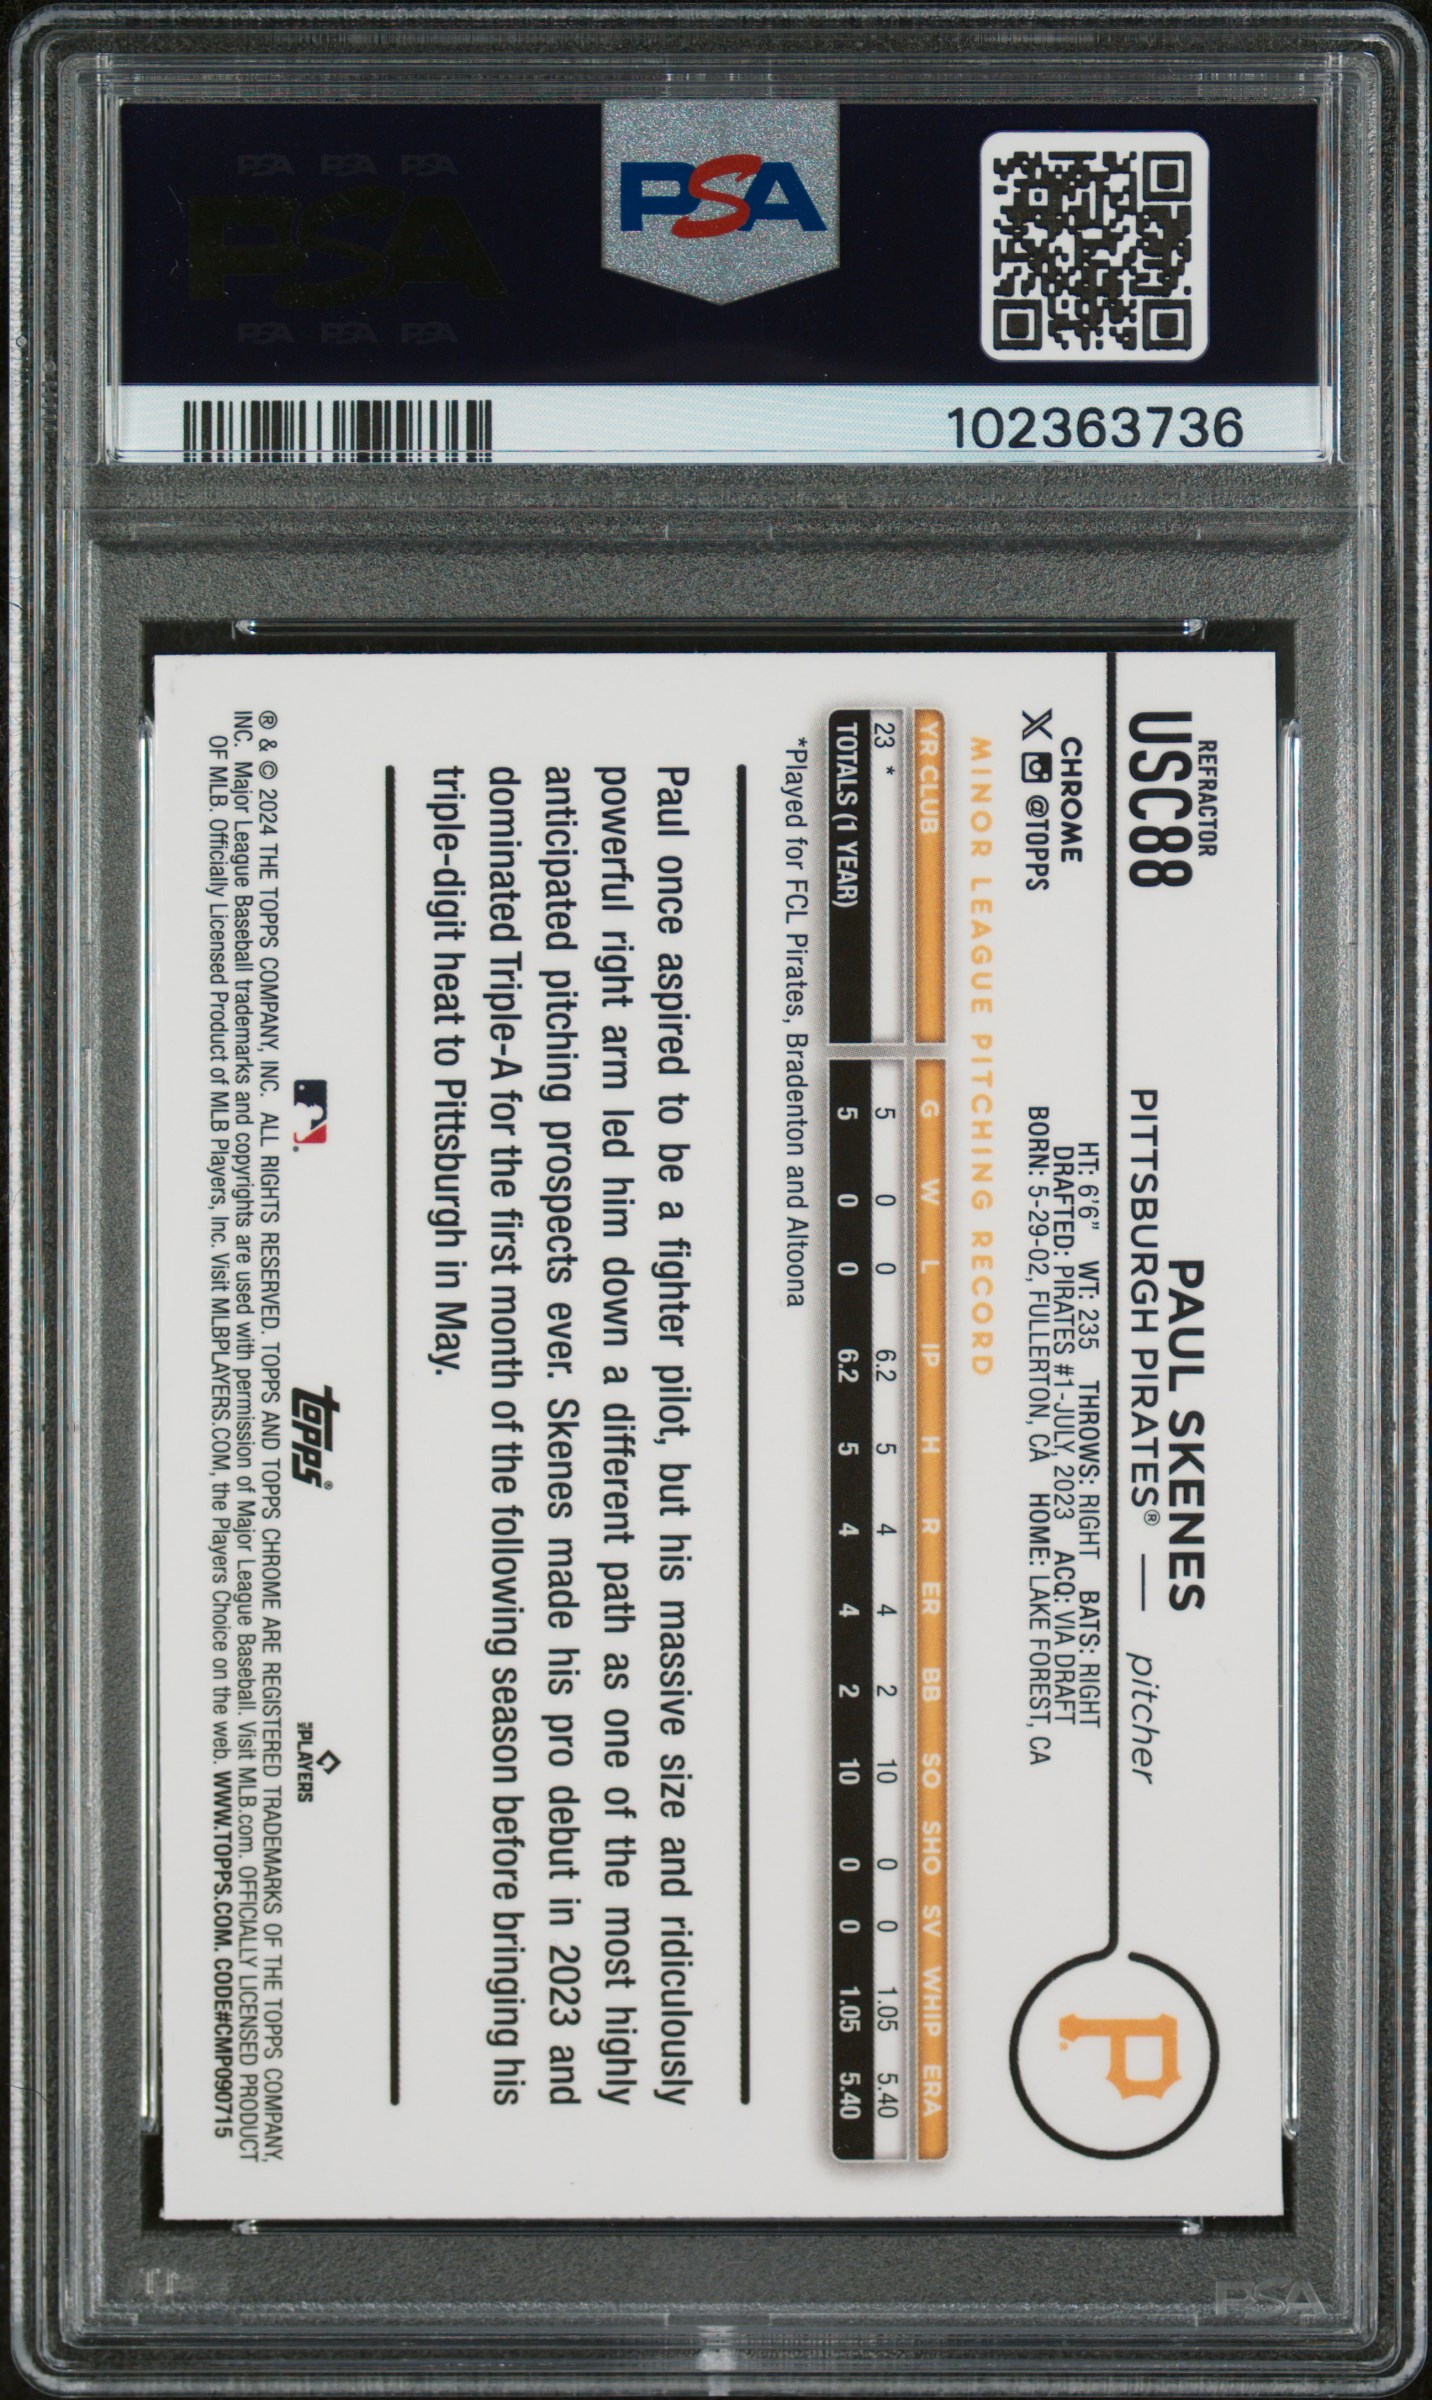 PSA PSA PSA
PSA
PSA PSA PSA
PSA
102363736
REFRACTOR
USC88
PAUL SKENES
PITTSBURGH PIRATES® — pitcher
P®
CHROME
X @TOPPS
HT: 6'6" WT: 235 THROWS: RIGHT BATS: RIGHT
DRAFTED: PIRATES #1-JULY, 2023 ACQ: VIA DRAFT
BORN: 5-29-02, FULLERTON, CA HOME: LAKE FOREST, CA
MINOR LEAGUE PITCHING RECORD
YR CLUB G W L IP H R ER BB SO SHO SV WHIP ERA
23 * 5 0 0 6.2 5 4 4 2 10 0 0 1.05 5.40
TOTALS (1 YEAR) 5 0 0 6.2 5 4 4 2 10 0 0 1.05 5.40
*Played for FCL Pirates, Bradenton and Altoona
Paul once aspired to be a fighter pilot, but his massive size and ridiculously
powerful right arm led him down a different path as one of the most highly
anticipated pitching prospects ever. Skenes made his pro debut in 2023 and
dominated Triple-A for the first month of the following season before bringing his
triple-digit heat to Pittsburgh in May.
topps®
PLAYERS
® & © 2024 THE TOPPS COMPANY, INC. ALL RIGHTS RESERVED. TOPPS AND TOPPS CHROME ARE REGISTERED TRADEMARKS OF THE TOPPS COMPANY,
INC. Major League Baseball trademarks and copyrights are used with permission of Major League Baseball. Visit MLB.com. OFFICIALLY LICENSED PRODUCT
OF MLB. Officially Licensed Product of MLB Players, Inc. Visit MLBPLAYERS.COM, the Players Choice on the web. WWW.TOPPS.COM. CODE#CMP090715
PSA